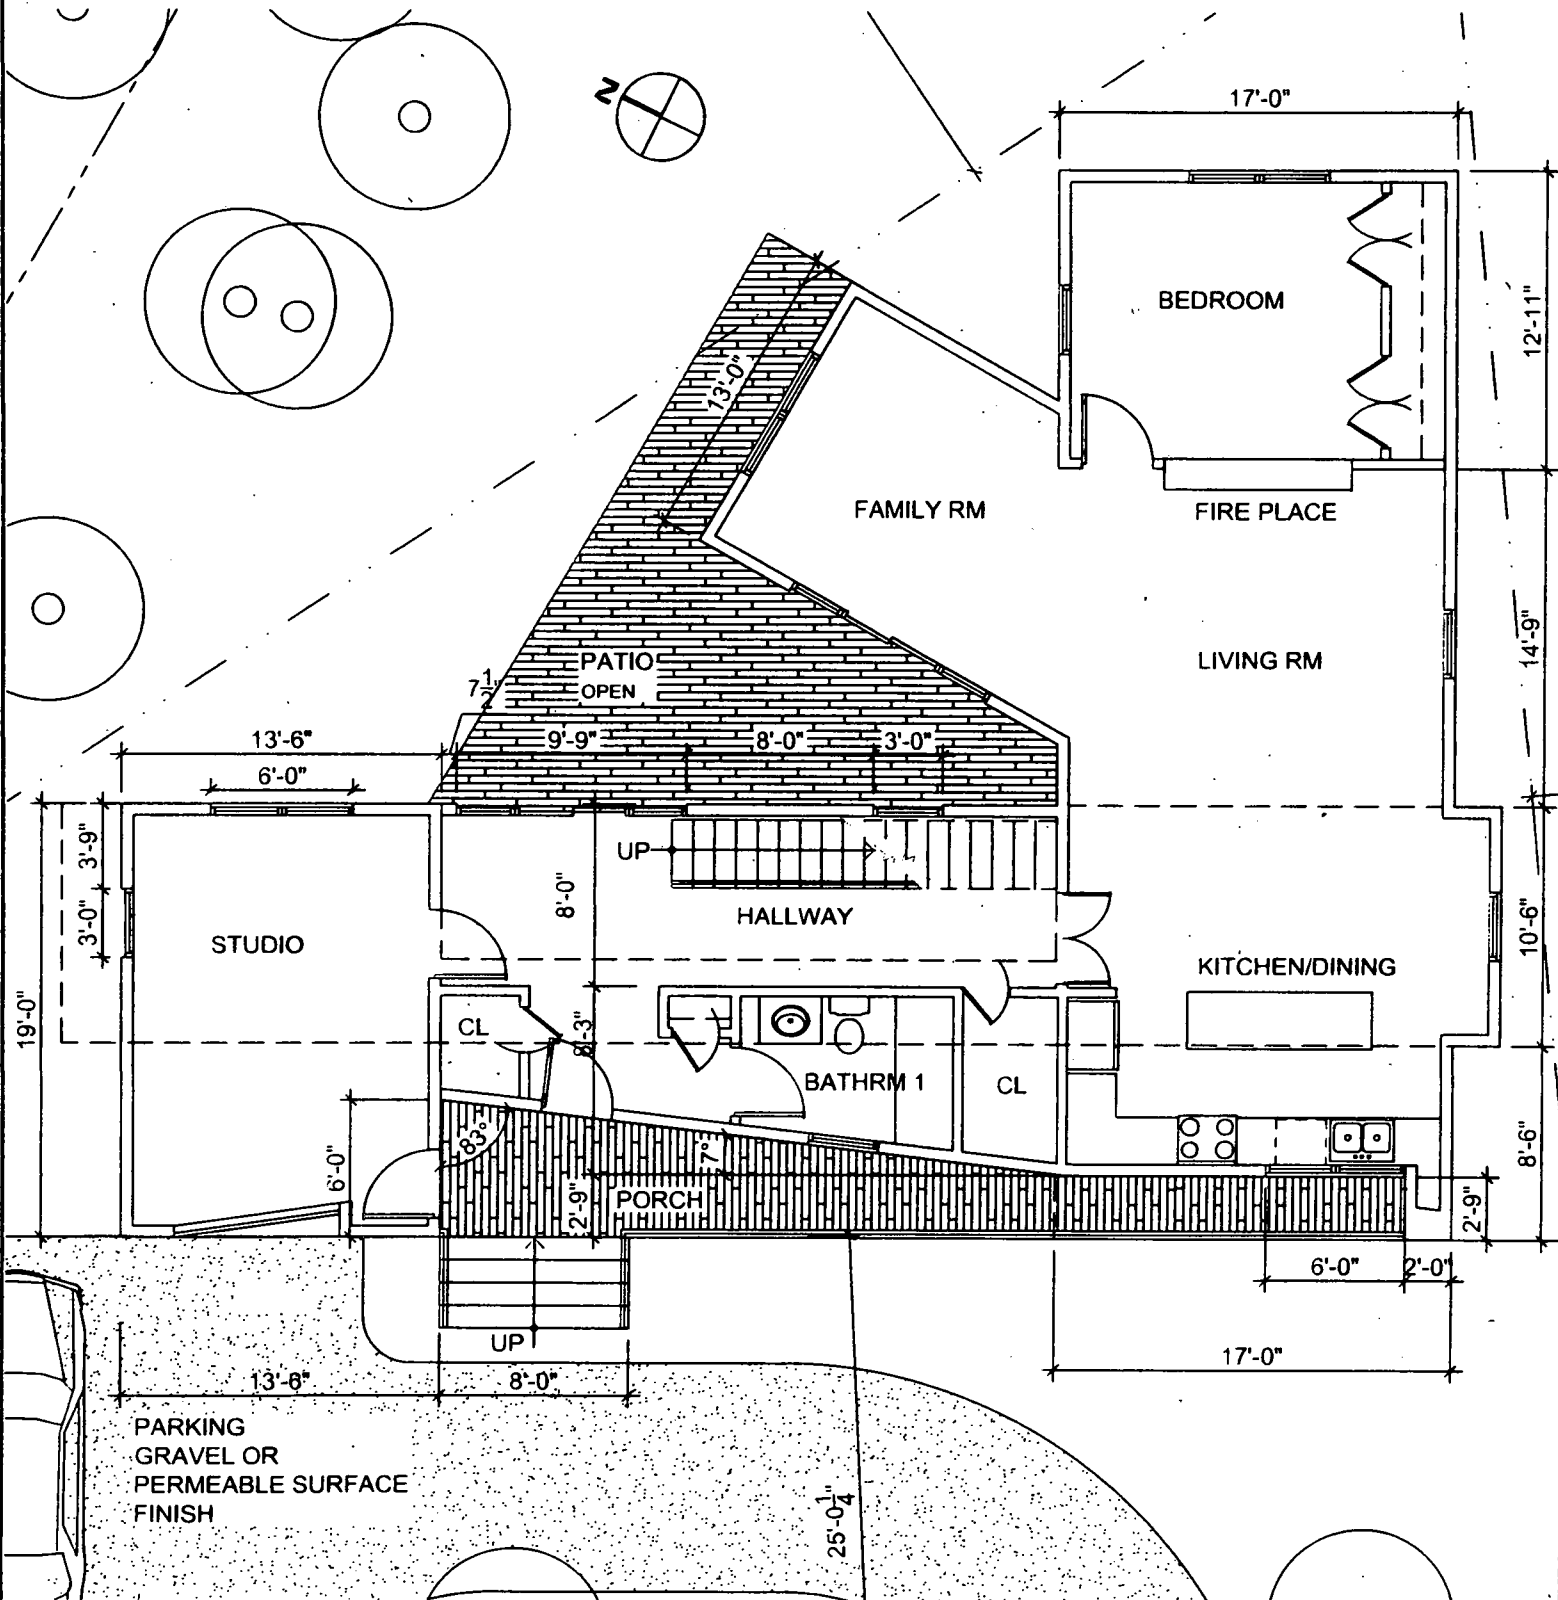 N
17'-0"
BEDROOM
12'-11"
13'-0"
FAMILY RM
FIRE PLACE
PATIO
OPEN
LIVING RM
14'-9"
7 1/2"
13'-6"
9'-9"
8'-0"
3'-0"
6'-0"
3'-9"
UP
8'-0"
HALLWAY
3'-0"
STUDIO
10'-6"
KITCHEN/DINING
19'-0"
CL
8'-3"
BATHRM 1
CL
83°
7°
8'-6"
6'-0"
2'-9"
PORCH
2'-9"
6'-0"
2'-0"
UP
17'-0"
13'-6"
8'-0"
PARKING
GRAVEL OR
PERMEABLE SURFACE
FINISH
25'-0 1/4"